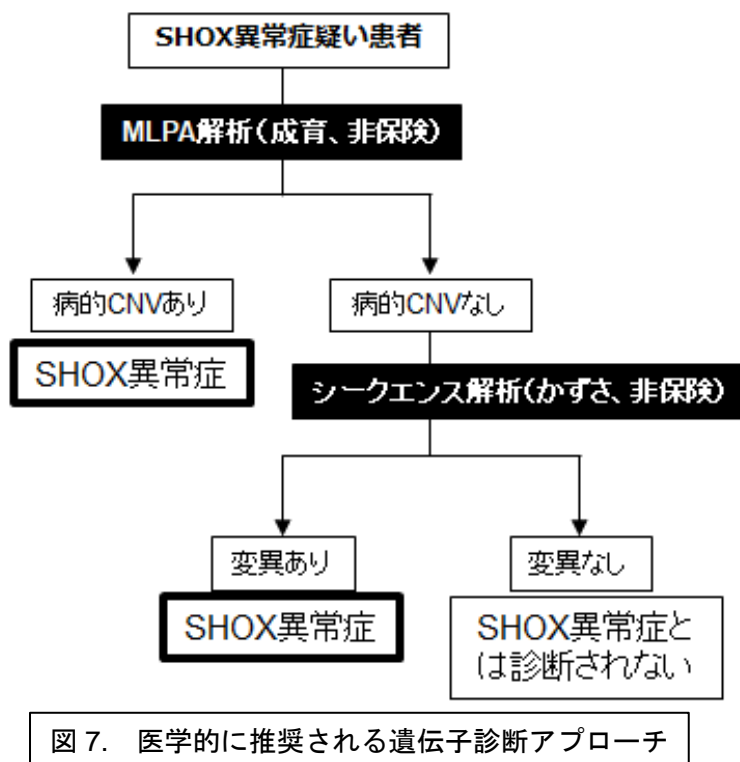 SHOX異常症疑い患者
MLPA解析(成育、非保険)
病的CNVあり
病的CNVなし
SHOX異常症
シークエンス解析(かずさ、非保険)
変異あり
変異なし
SHOX異常症
SHOX異常症と
は診断されない
図 7. 医学的に推奨される遺伝子診断アプローチ